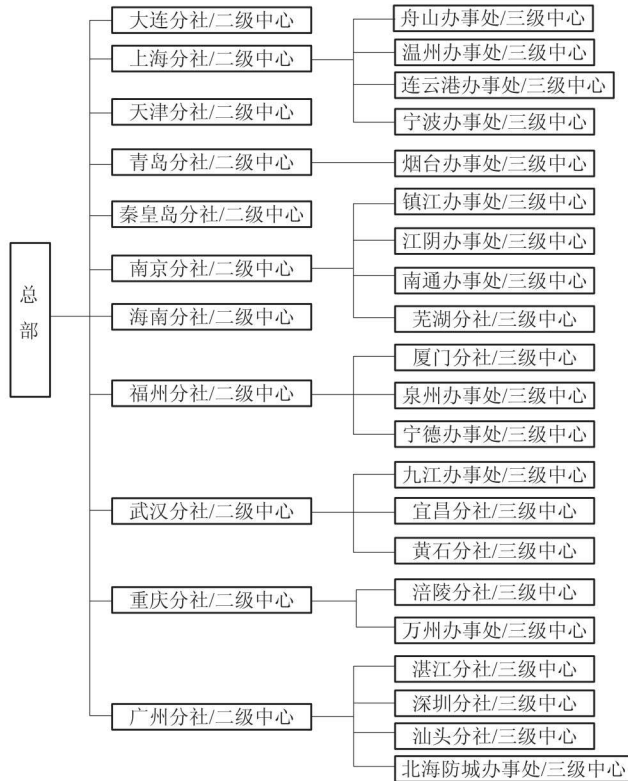 总
部
大连分社/二级中心
上海分社/二级中心
舟山办事处/三级中心
温州办事处/三级中心
连云港办事处/三级中心
宁波办事处/三级中心
天津分社/二级中心
青岛分社/二级中心
烟台办事处/三级中心
秦皇岛分社/二级中心
南京分社/二级中心
镇江办事处/三级中心
江阴办事处/三级中心
南通办事处/三级中心
芜湖分社/三级中心
海南分社/二级中心
福州分社/二级中心
厦门分社/三级中心
泉州办事处/三级中心
宁德办事处/三级中心
武汉分社/二级中心
九江办事处/三级中心
宜昌分社/三级中心
黄石分社/三级中心
重庆分社/二级中心
涪陵分社/三级中心
万州办事处/三级中心
广州分社/二级中心
湛江分社/三级中心
深圳分社/三级中心
汕头分社/三级中心
北海防城办事处/三级中心